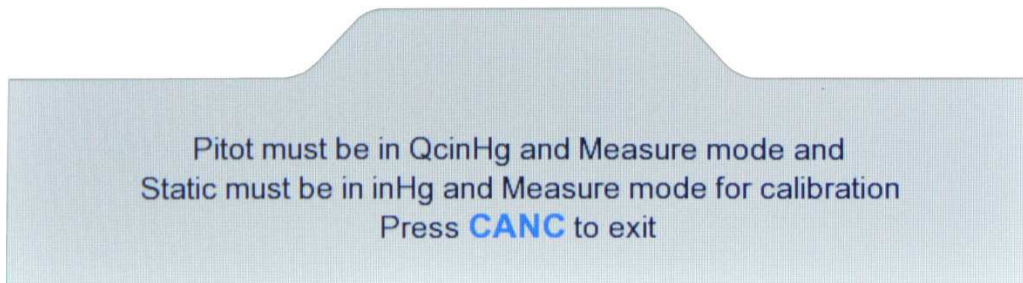 Pitot must be in QcinHg and Measure mode and
Static must be in inHg and Measure mode for calibration
Press CANC to exit